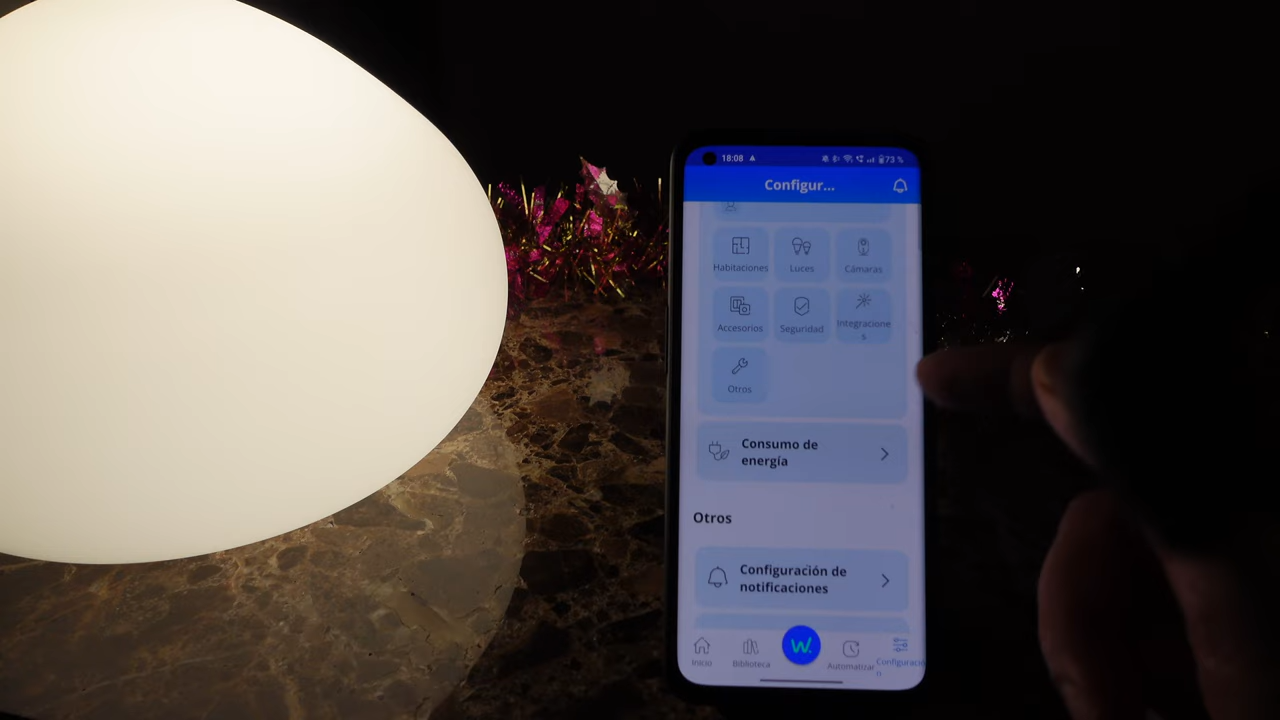 18:08
73 %
Configur...
Habitaciones
Luces
Cámaras
Accesorios
Seguridad
Integracione
s
Otros
Consumo de
energía
Otros
Configuración de
notificaciones
W.
Inicio
Biblioteca
Automatizar
Configuració
n